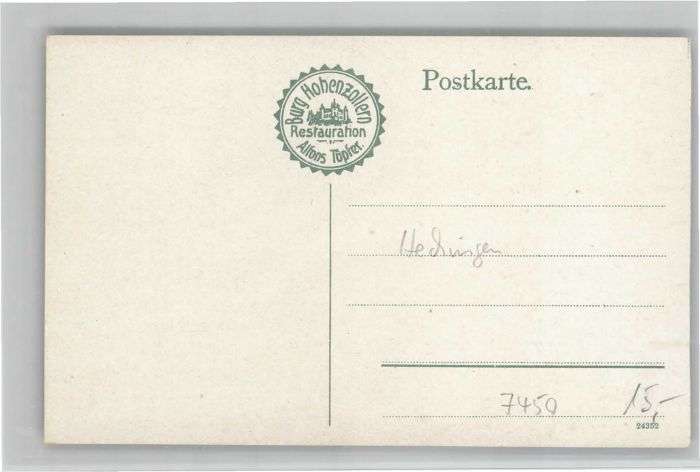 Burg Hohenzollern
Restauration
Alfons Töpfer.
Postkarte.
Hechingen
7450
15,-
24352